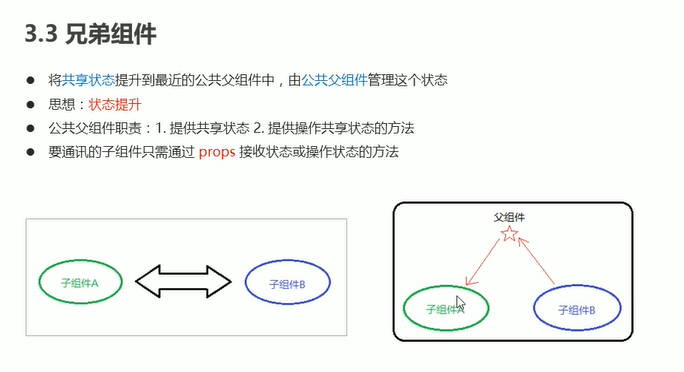 3.3 兄弟组件
将共享状态提升到最近的公共父组件中，由公共父组件管理这个状态
思想：状态提升
公共父组件职责：1. 提供共享状态 2. 提供操作共享状态的方法
要通讯的子组件只需通过 props 接收状态或操作状态的方法
子组件A
子组件B
父组件
子组件A
子组件B